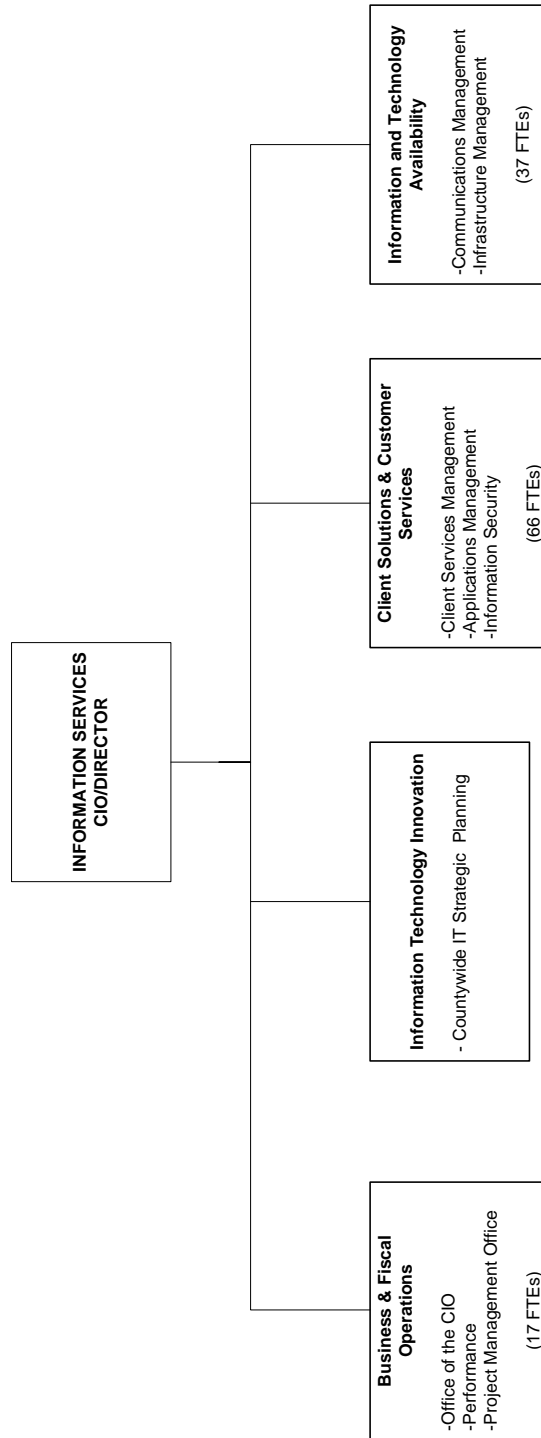 INFORMATION SERVICES
CIO/DIRECTOR
Business & Fiscal
Operations
-Office of the CIO
-Performance
-Project Management Office
(17 FTEs)
Information Technology Innovation
- Countywide IT Strategic Planning
Client Solutions & Customer
Services
-Client Services Management
-Applications Management
-Information Security
(66 FTEs)
Information and Technology
Availability
-Communications Management
-Infrastructure Management
(37 FTEs)